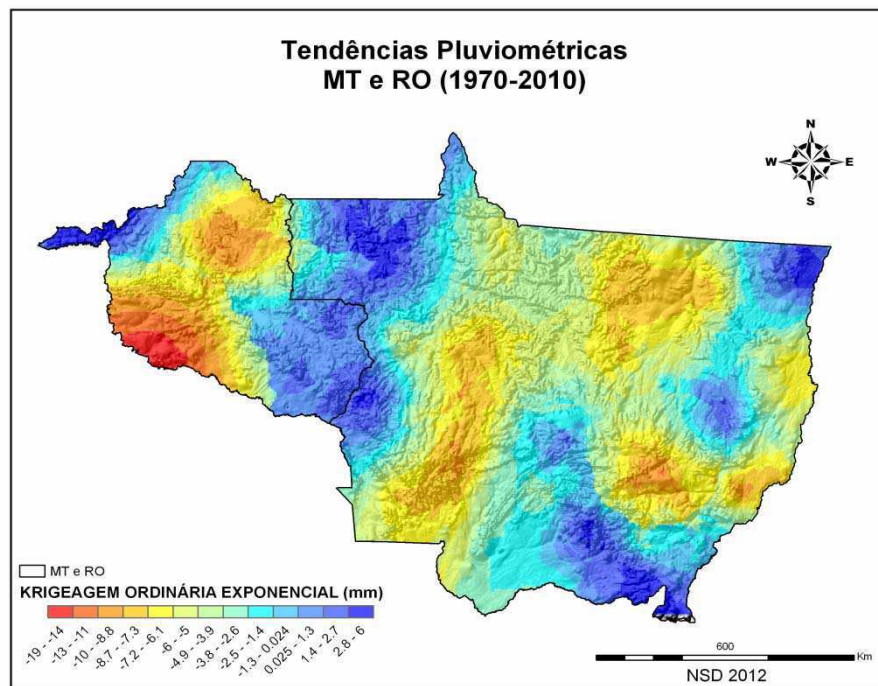 Tendências Pluviométricas
MT e RO (1970-2010)
N
W E
S
MT e RO
KRIGEAGEM ORDINÁRIA EXPONENCIAL (mm)
-19 - -14
-13 - -11
-10 - -8.8
-8.7 - -7.3
-7.2 - -6.1
-6 - -5
-4.9 - -3.9
-3.8 - -2.6
-2.5 - -1.4
-1.3 - 0.024
0.025 - 1.3
1.4 - 2.7
2.8 - 6
600
Km
NSD 2012